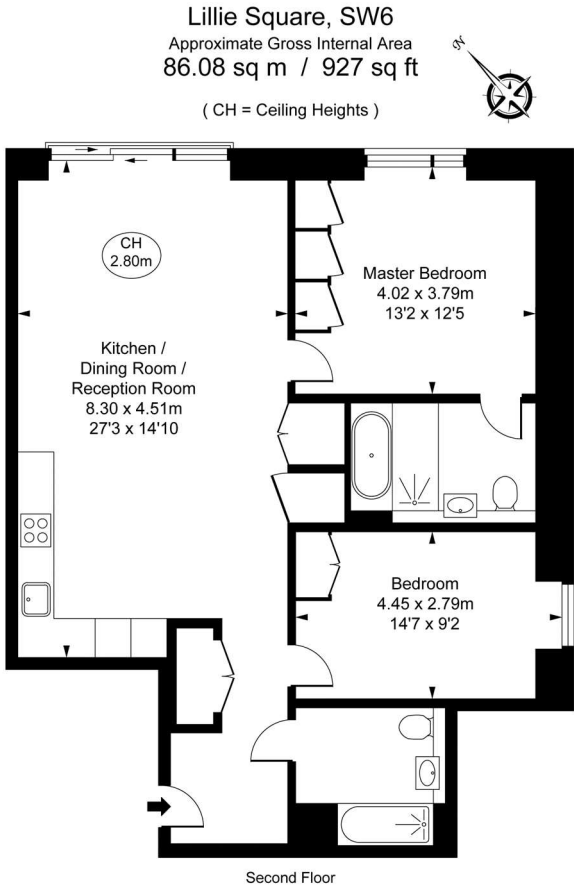 Lillie Square, SW6
Approximate Gross Internal Area
86.08 sq m / 927 sq ft
( CH = Ceiling Heights )
N
CH
2.80m
Master Bedroom
4.02 x 3.79m
13'2 x 12'5
Kitchen /
Dining Room /
Reception Room
8.30 x 4.51m
27'3 x 14'10
Bedroom
4.45 x 2.79m
14'7 x 9'2
Second Floor